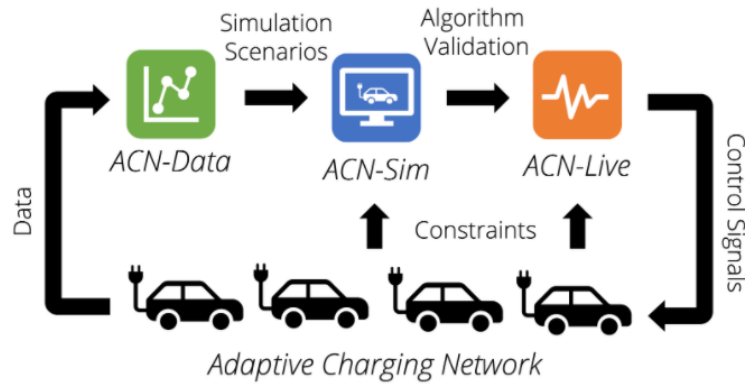 Simulation
Scenarios
Algorithm
Validation
ACN-Data
ACN-Sim
ACN-Live
Data
Constraints
Control Signals
Adaptive Charging Network